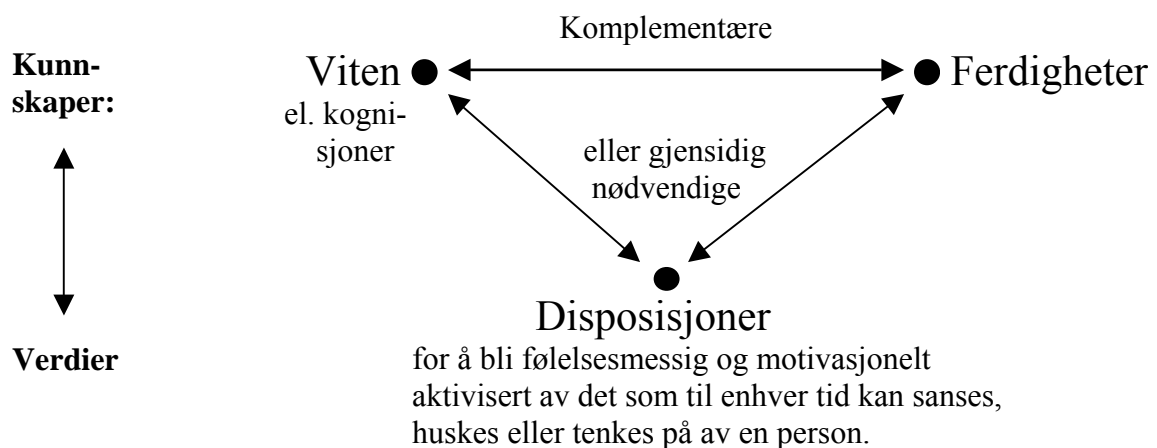 Komplementære
Kunn-
skaper:
Viten
Ferdigheter
el. kogni-
sjoner
eller gjensidig
nødvendige
Disposisjoner
Verdier
for å bli følelsesmessig og motivasjonelt
aktivisert av det som til enhver tid kan sanses,
huskes eller tenkes på av en person.